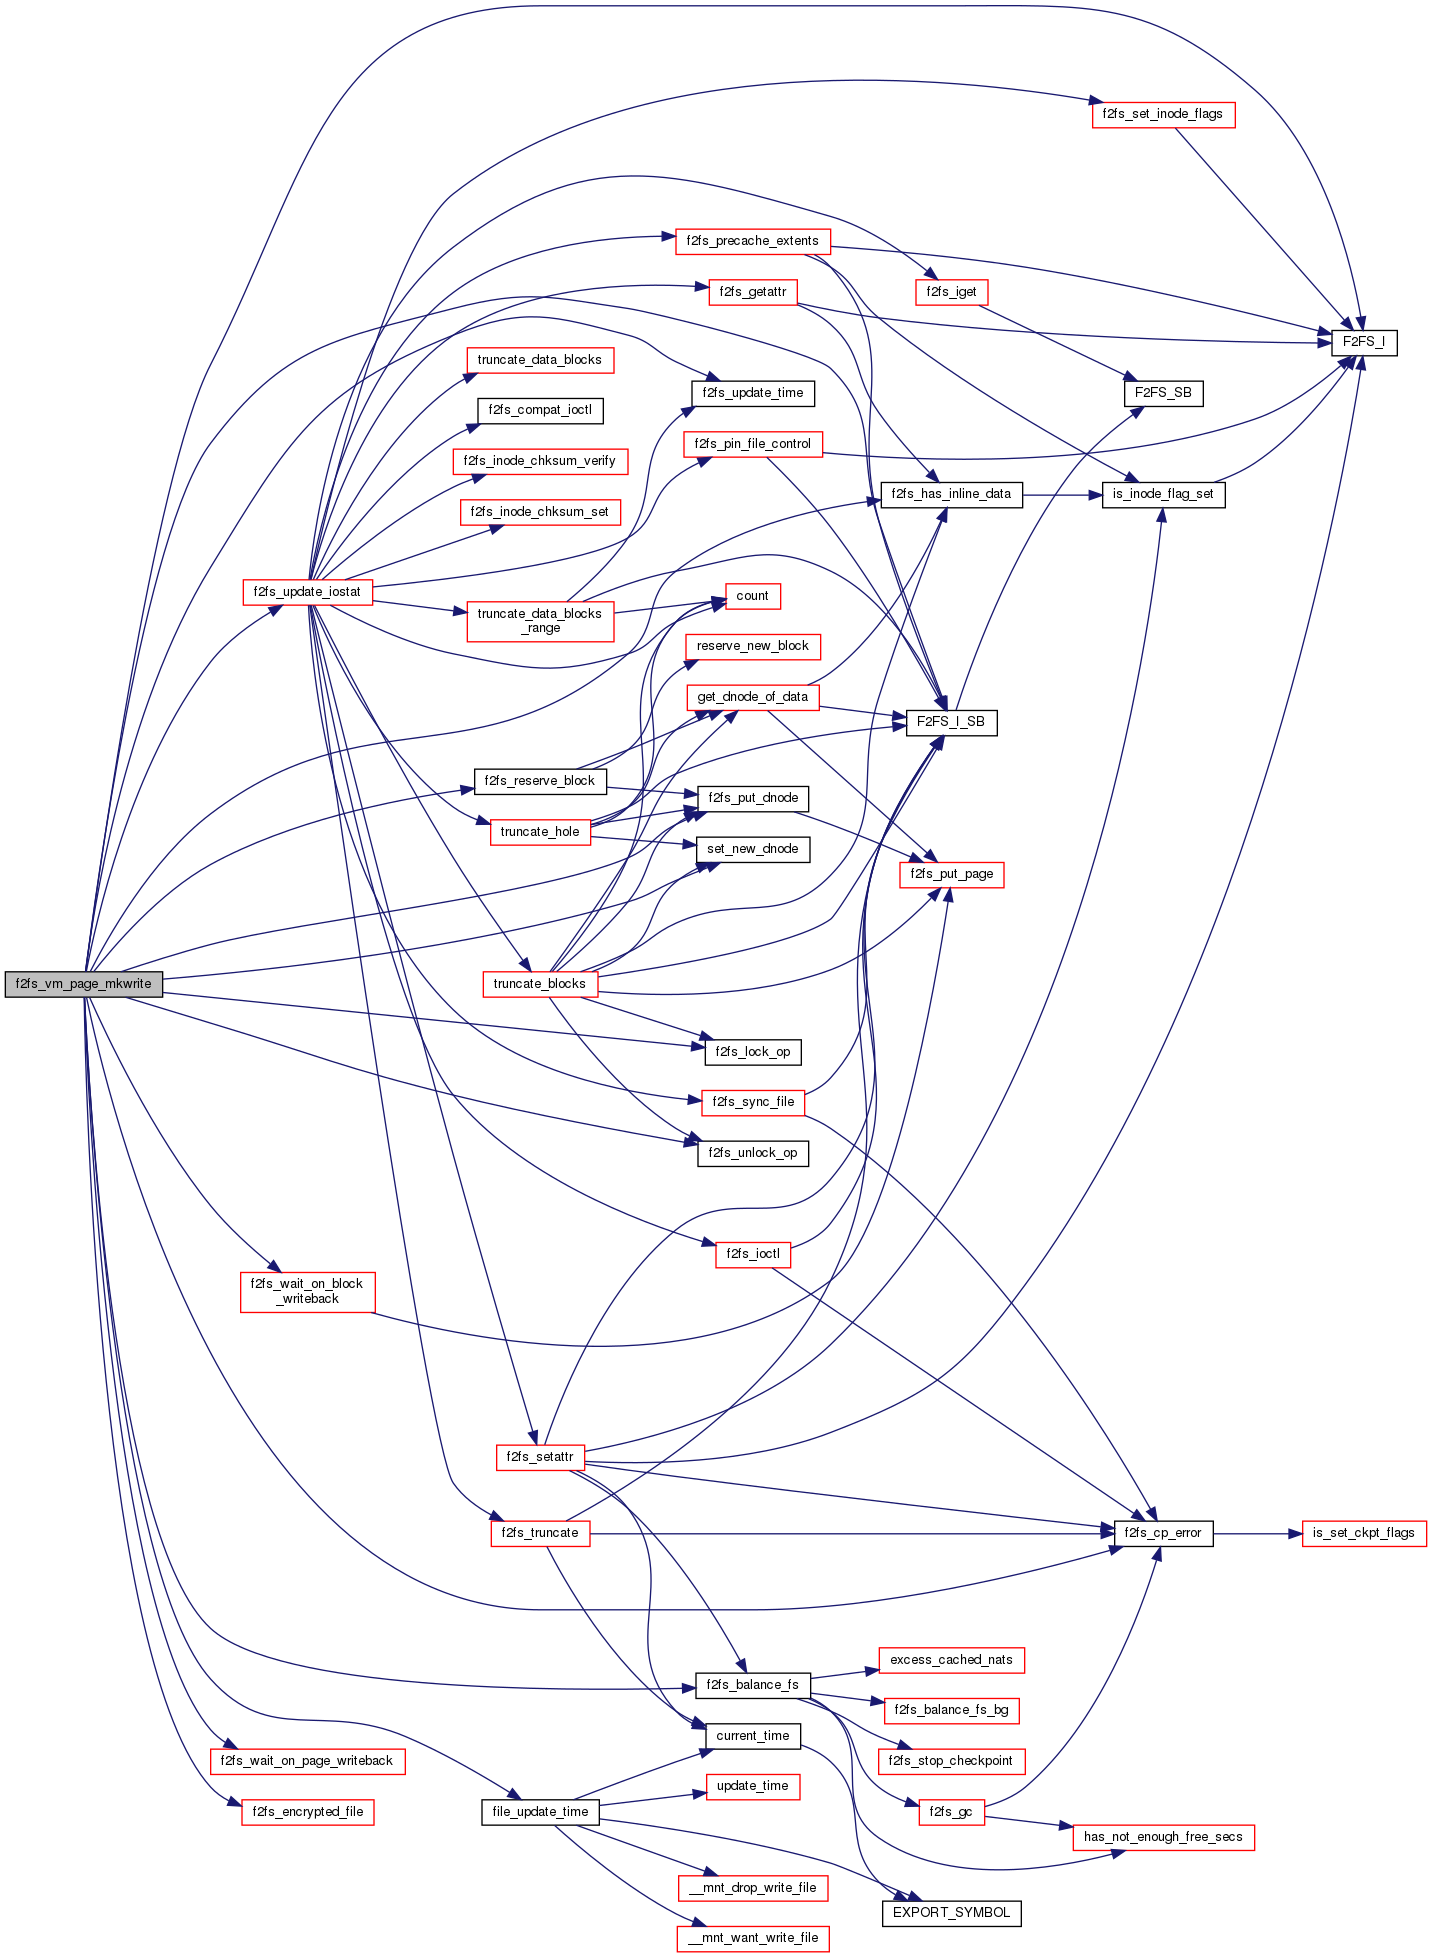 f2fs_set_inode_flags
f2fs_precache_extents
f2fs_getattr
f2fs_iget
F2FS_I
truncate_data_blocks
f2fs_update_time
F2FS_SB
f2fs_compat_ioctl
f2fs_pin_file_control
f2fs_inode_chksum_verify
f2fs_has_inline_data
is_inode_flag_set
f2fs_inode_chksum_set
f2fs_update_iostat
count
truncate_data_blocks
_range
reserve_new_block
get_dnode_of_data
F2FS_I_SB
f2fs_reserve_block
f2fs_put_dnode
truncate_hole
set_new_dnode
f2fs_put_page
f2fs_vm_page_mkwrite
truncate_blocks
f2fs_lock_op
f2fs_sync_file
f2fs_unlock_op
f2fs_ioctl
f2fs_wait_on_block
_writeback
f2fs_setattr
f2fs_truncate
f2fs_cp_error
is_set_ckpt_flags
excess_cached_nats
f2fs_balance_fs
f2fs_balance_fs_bg
current_time
f2fs_wait_on_page_writeback
f2fs_stop_checkpoint
update_time
f2fs_encrypted_file
file_update_time
f2fs_gc
has_not_enough_free_secs
__mnt_drop_write_file
EXPORT_SYMBOL
__mnt_want_write_file